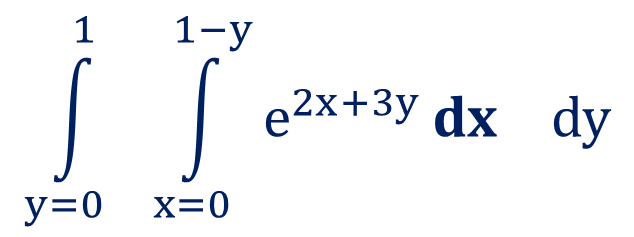 1 1−y
∫ ∫ e^{2x+3y} dx dy
y=0 x=0